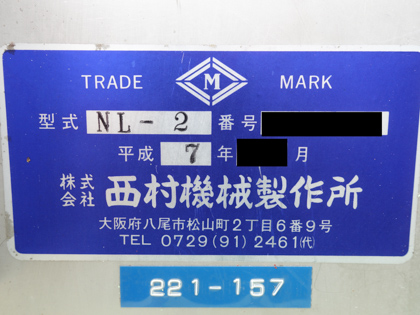 TRADE M MARK
型式 NL-2 番号
平成 7 年 月
株式会社 西村機械製作所
大阪府八尾市松山町2丁目6番9号
TEL 0729(91)2461(代)
221-157